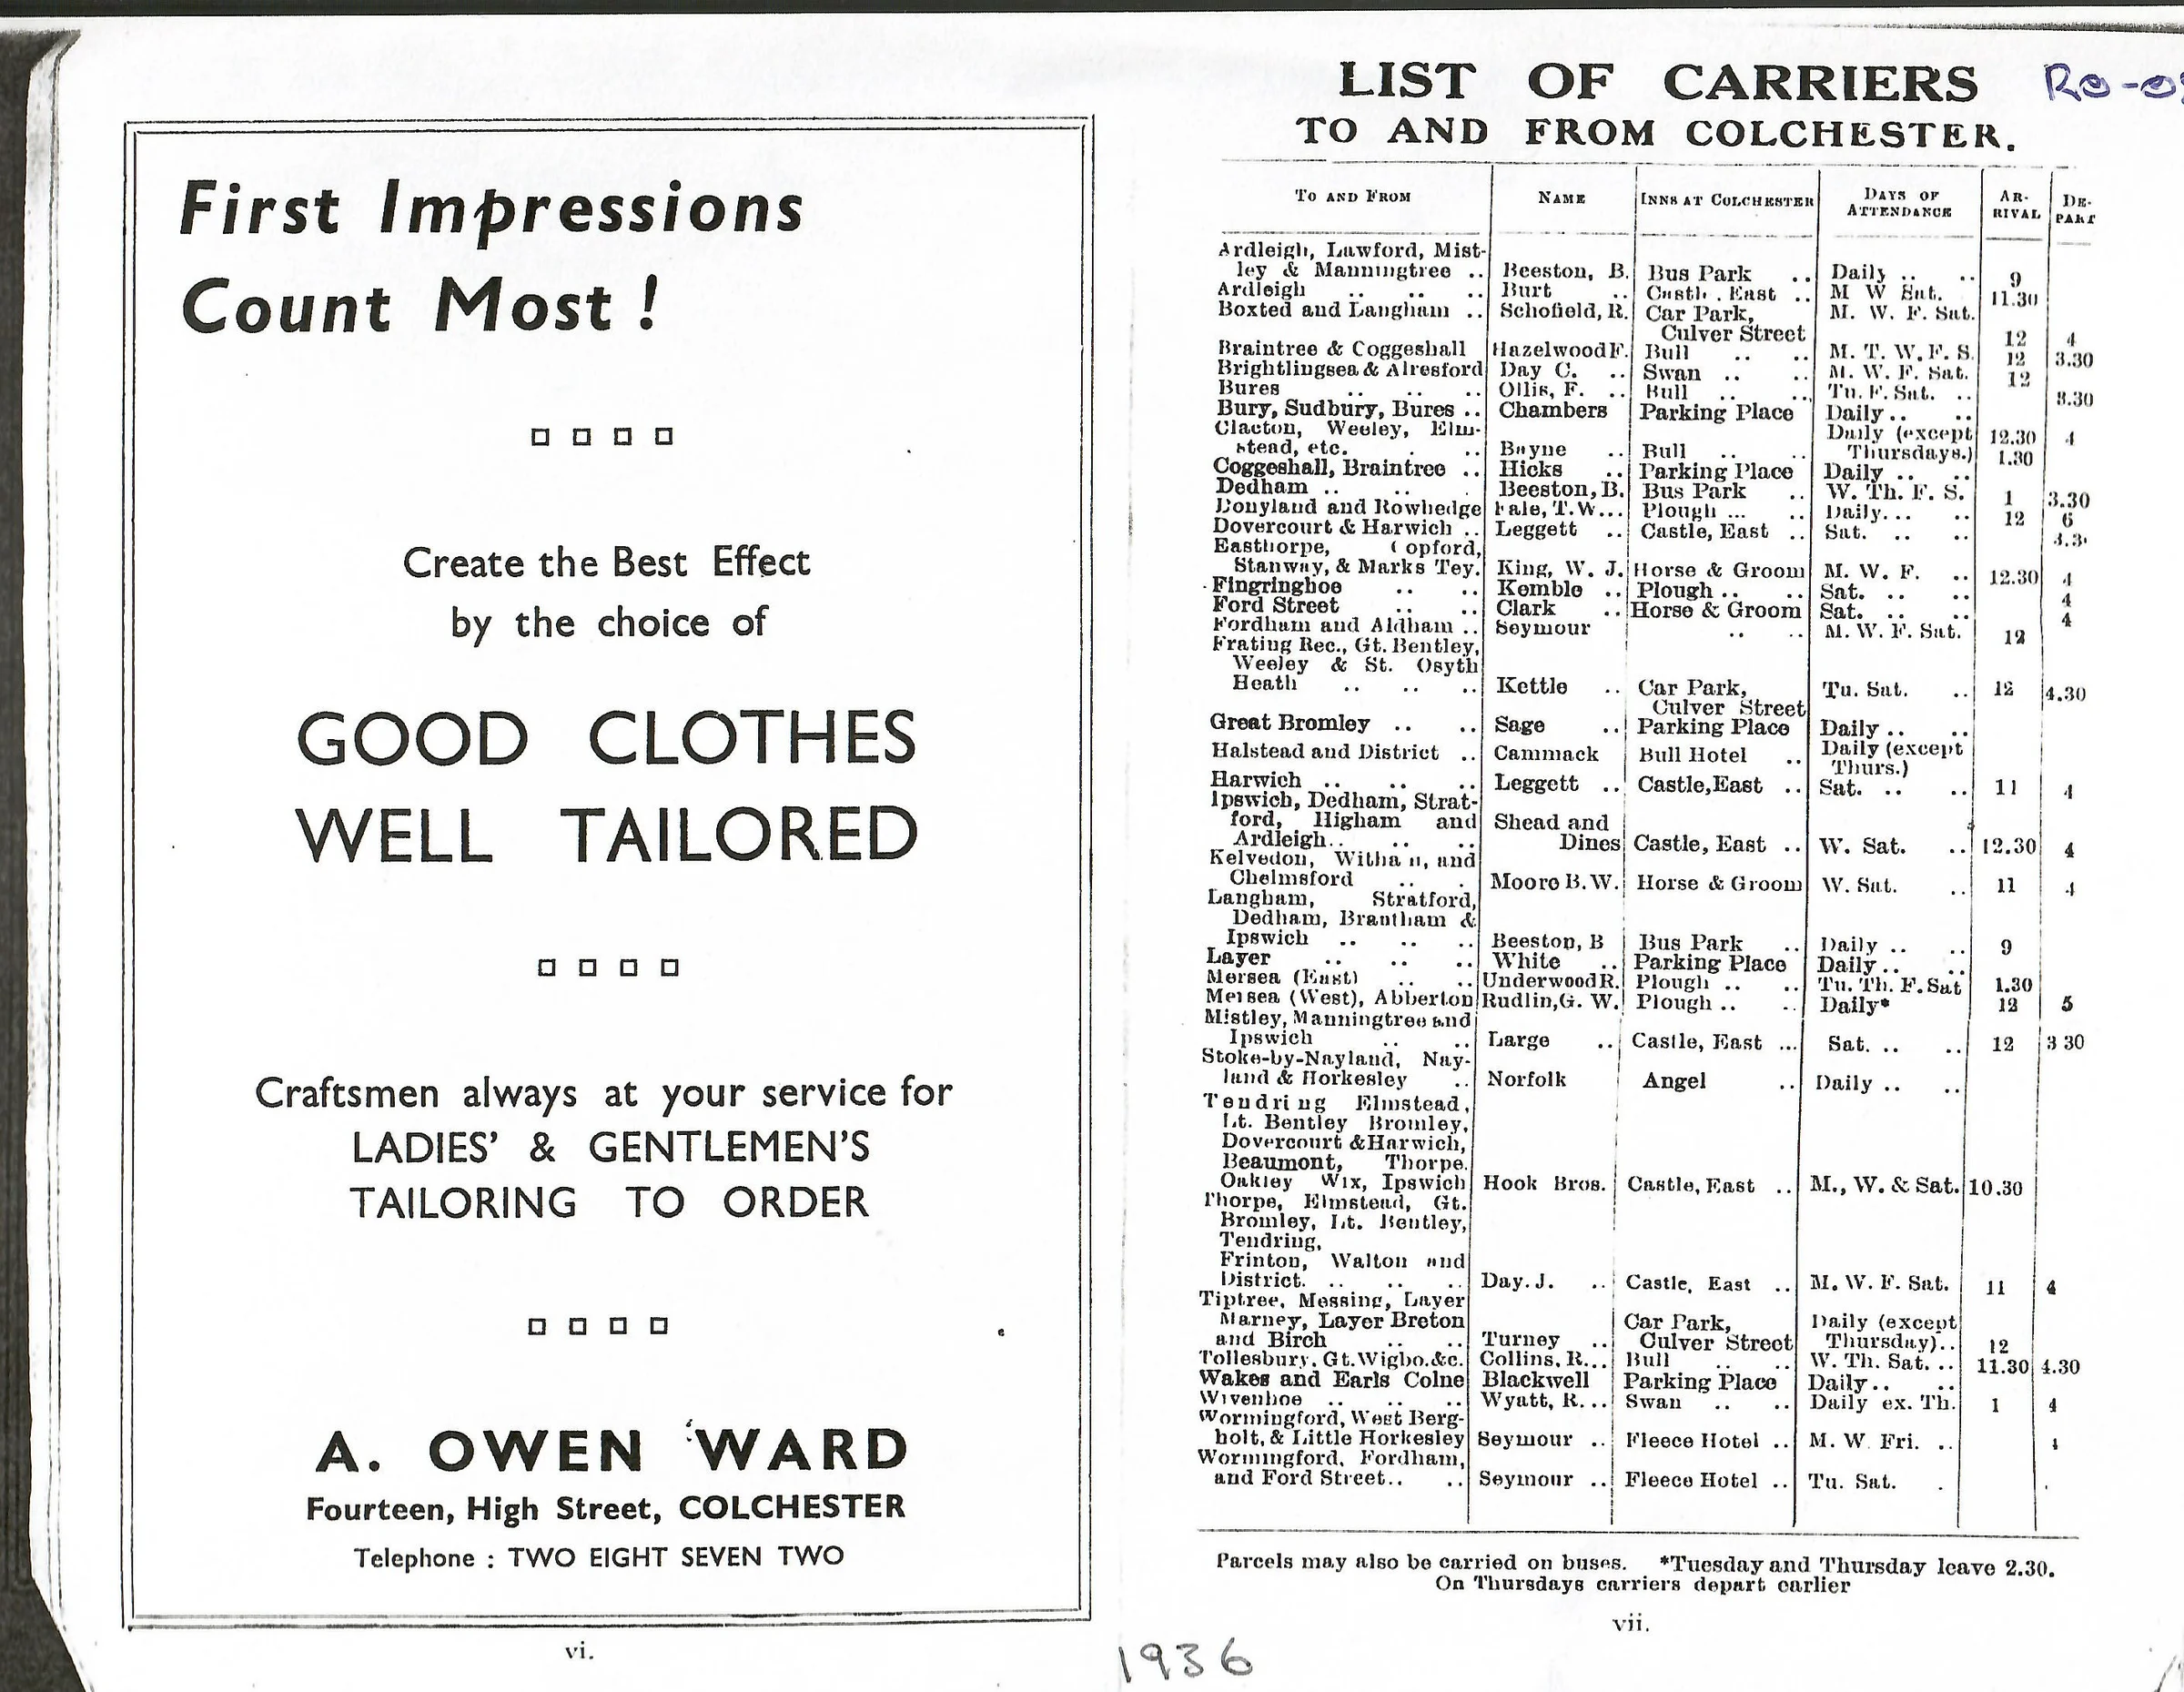 First Impressions
Count Most !
Create the Best Effect
by the choice of
GOOD CLOTHES
WELL TAILORED
Craftsmen always at your service for
LADIES' & GENTLEMEN'S
TAILORING TO ORDER
A. OWEN WARD
Fourteen, High Street, COLCHESTER
Telephone : TWO EIGHT SEVEN TWO
vi.
1936
LIST OF CARRIERS
TO AND FROM COLCHESTER.
TO AND FROM NAME INNS AT COLCHESTER DAYS OF ATTENDANCE AR-RIVAL DE-PART
Ardleigh, Lawford, Mist-
ley & Manningtree .. Beeston, B. Bus Park .. Daily .. .. 9
Ardleigh .. .. .. Burt .. Castle, East .. M W Sat. 11.30
Boxted and Langham .. Schofield, R. Car Park, M. W. F. Sat.
Culver Street 12 4
Braintree & Coggeshall Hazelwood F. Bull .. .. M. T. W. F. S. 12 3.30
Brightlingsea & Alresford Day C. .. Swan .. .. M. W. F. Sat. 12
Bures .. .. .. Ollis, F. .. Bull .. .. Tu. F. Sat. .. 3.30
Bury, Sudbury, Bures .. Chambers Parking Place Daily .. ..
Clacton, Weeley, Elm- Daily (except 12.30 4
stead, etc. . .. Bayne .. Bull .. .. Thursdays.) 1.30
Coggeshall, Braintree .. Hicks .. Parking Place Daily .. ..
Dedham .. .. . Beeston, B. Bus Park .. W. Th. F. S. 1 3.30
Donyland and Rowhedge T. W... Plough ... .. Daily... .. 12 6
Dovercourt & Harwich .. Leggett .. Castle, East .. Sat. .. ..
Easthorpe, Copford,
Stanway, & Marks Tey. King, W. J. Horse & Groom M. W. F. .. 12.30 4
Fingringhoe .. .. Kemble .. Plough .. .. Sat. .. .. 4
Ford Street .. .. Clark .. Horse & Groom Sat. .. .. 4
Fordham and Aldham .. Seymour .. .. M. W. F. Sat. 12
Frating Rec., Gt. Bentley,
Weeley & St. Osyth
Heath .. .. .. Kettle .. Car Park, Tu. Sat. .. 12 4.30
Culver Street
Great Bromley .. .. Sage .. Parking Place Daily .. ..
Halstead and District .. Cammack Bull Hotel .. Daily (except
Thurs.)
Harwich .. .. .. Leggett .. Castle, East .. Sat. .. .. 11 4
Ipswich, Dedham, Strat-
ford, Higham and Shead and
Ardleigh.. .. .. Dines Castle, East .. W. Sat. .. 12.30 4
Kelvedon, Witham, and
Chelmsford .. . Moore B. W. Horse & Groom W. Sat. .. 11 4
Langham, Stratford,
Dedham, Brantham &
Ipswich .. .. .. Beeston, B Bus Park .. Daily .. .. 9
Layer .. .. .. White .. Parking Place Daily .. ..
Mersea (East) .. .. Underwood R. Plough .. .. Tu. Th. F. Sat 1.30
Mersea (West), Abberton Rudlin, G. W. Plough .. .. Daily* 12 5
Mistley, Manningtree and
Ipswich .. .. Large .. Castle, East ... Sat. .. .. 12 3 30
Stoke-by-Nayland, Nay-
land & Horkesley .. Norfolk Angel .. Daily .. ..
Tendring Elmstead,
Lt. Bentley Bromley,
Dovercourt & Harwich,
Beaumont, Thorpe.
Oakley Wix, Ipswich Hook Bros. Castle, East .. M., W. & Sat. 10.30
Thorpe, Elmstead, Gt.
Bromley, Lt. Bentley,
Tendring,
Frinton, Walton and
District. .. .. .. Day. J. .. Castle, East .. M. W. F. Sat. 11 4
Tiptree, Messing, Layer
Marney, Layer Breton Car Park, Daily (except
and Birch .. .. Turney .. Culver Street Thursday).. 12
Tollesbury, Gt. Wigbo. &c. Collins, R... Bull .. .. W. Th. Sat. .. 11.30 4.30
Wakes and Earls Colne Blackwell Parking Place Daily .. ..
Wivenhoe .. .. .. Wyatt, R... Swan .. .. Daily ex. Th. 1 4
Wormingford, West Berg-
holt, & Little Horkesley Seymour .. Fleece Hotel .. M. W. Fri. ..
Wormingford, Fordham,
and Ford Street.. .. Seymour .. Fleece Hotel .. Tu. Sat.
Parcels may also be carried on buses. *Tuesday and Thursday leave 2.30.
On Thursdays carriers depart earlier
vii.